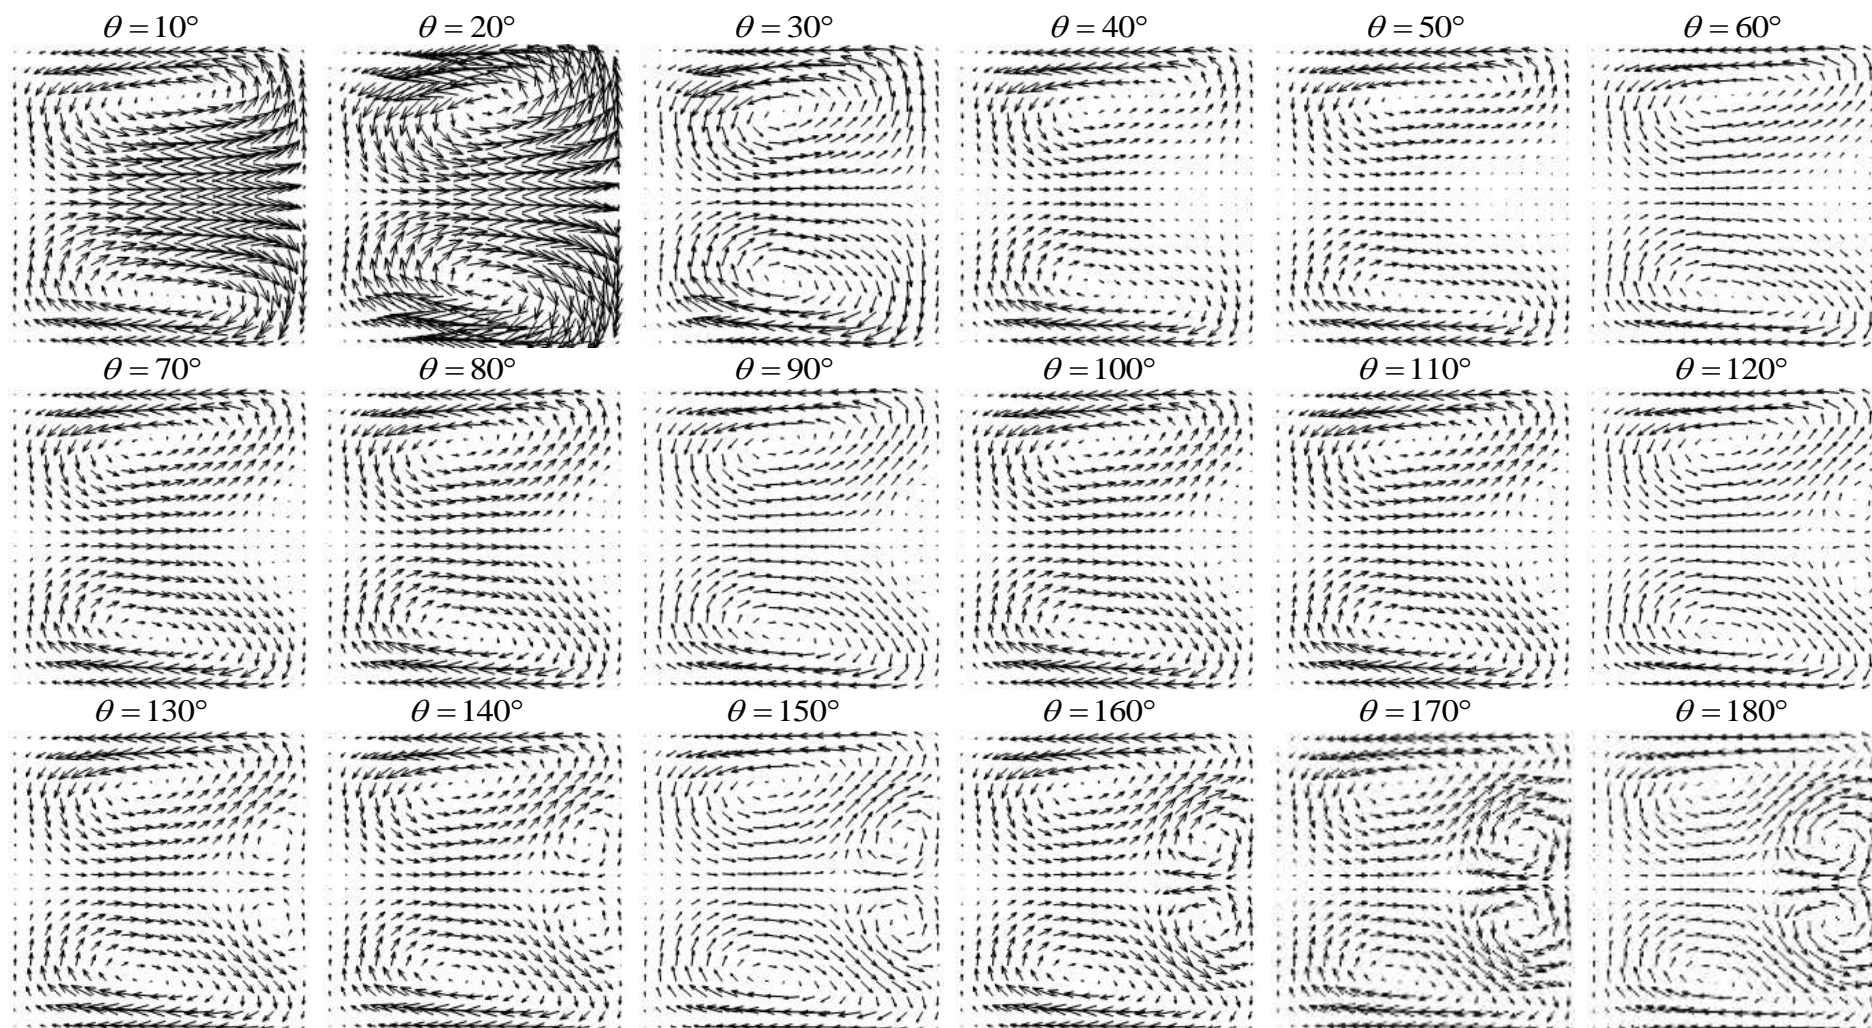 θ = 10° θ = 20° θ = 30° θ = 40° θ = 50° θ = 60°
θ = 70° θ = 80° θ = 90° θ = 100° θ = 110° θ = 120°
θ = 130° θ = 140° θ = 150° θ = 160° θ = 170° θ = 180°